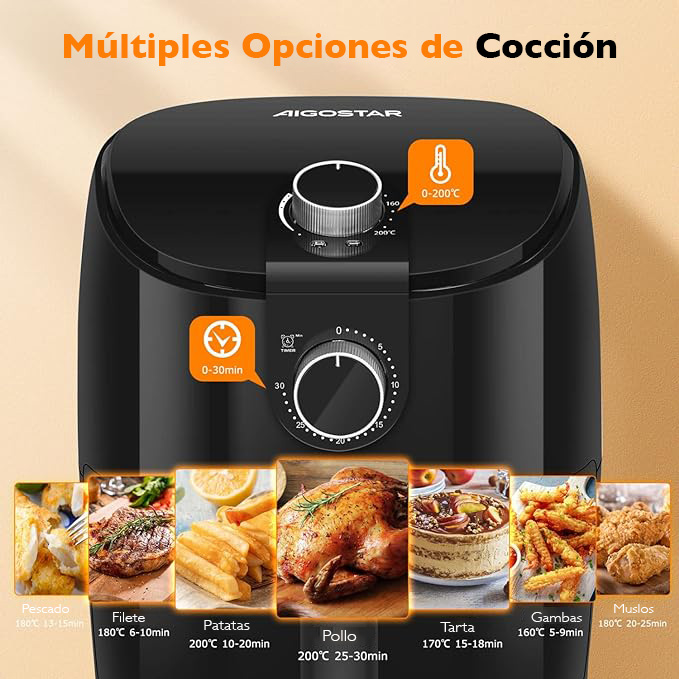 Múltiples Opciones de Cocción
AIGOSTAR
0-200℃
160
200℃
0-30min
Min
TIMER
0
5
10
15
20
25
30
Pescado
180℃ 13-15min
Filete
180℃ 6-10min
Patatas
200℃ 10-20min
Pollo
200℃ 25-30min
Tarta
170℃ 15-18min
Gambas
160℃ 5-9min
Muslos
180℃ 20-25min